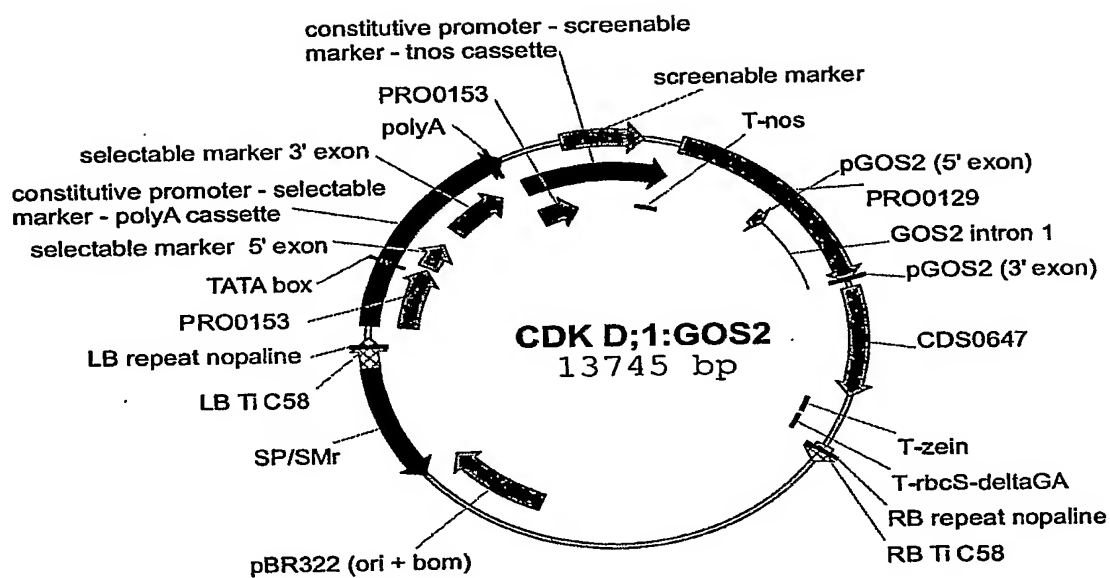 constitutive promoter - screenable
marker - tnos cassette
screenable marker
PRO0153
T-nos
polyA
selectable marker 3' exon
pGOS2 (5' exon)
constitutive promoter - selectable
marker - polyA cassette
PRO0129
GOS2 intron 1
selectable marker 5' exon
pGOS2 (3' exon)
TATA box
PRO0153
CDK D;1:GOS2
13745 bp
CDS0647
LB repeat nopaline
LB Ti C58
SP/SMr
T-zein
T-rbcS-deltaGA
RB repeat nopaline
RB Ti C58
pBR322 (ori + bom)